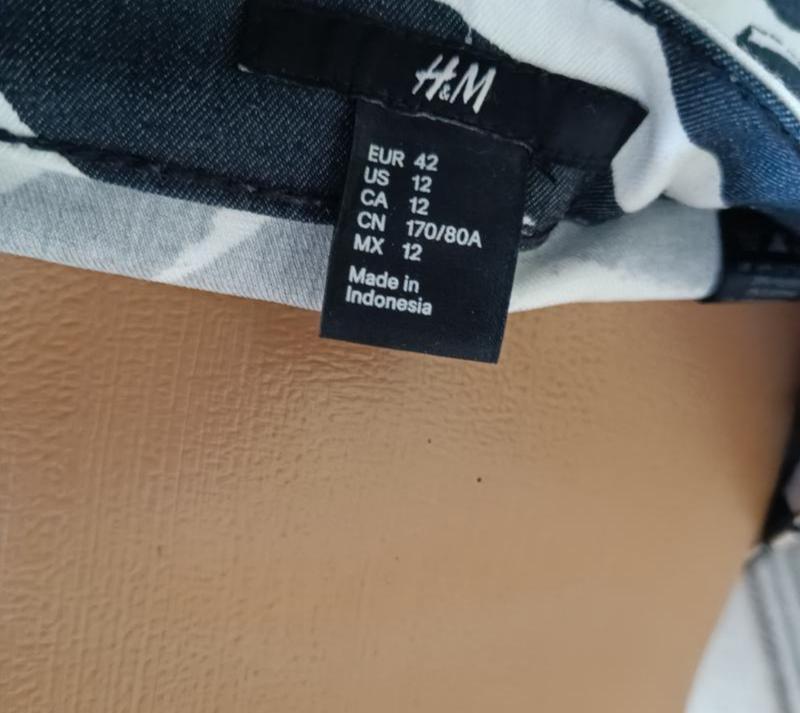 H&M
EUR 42
US 12
CA 12
CN 170/80A
MX 12
Made in
Indonesia